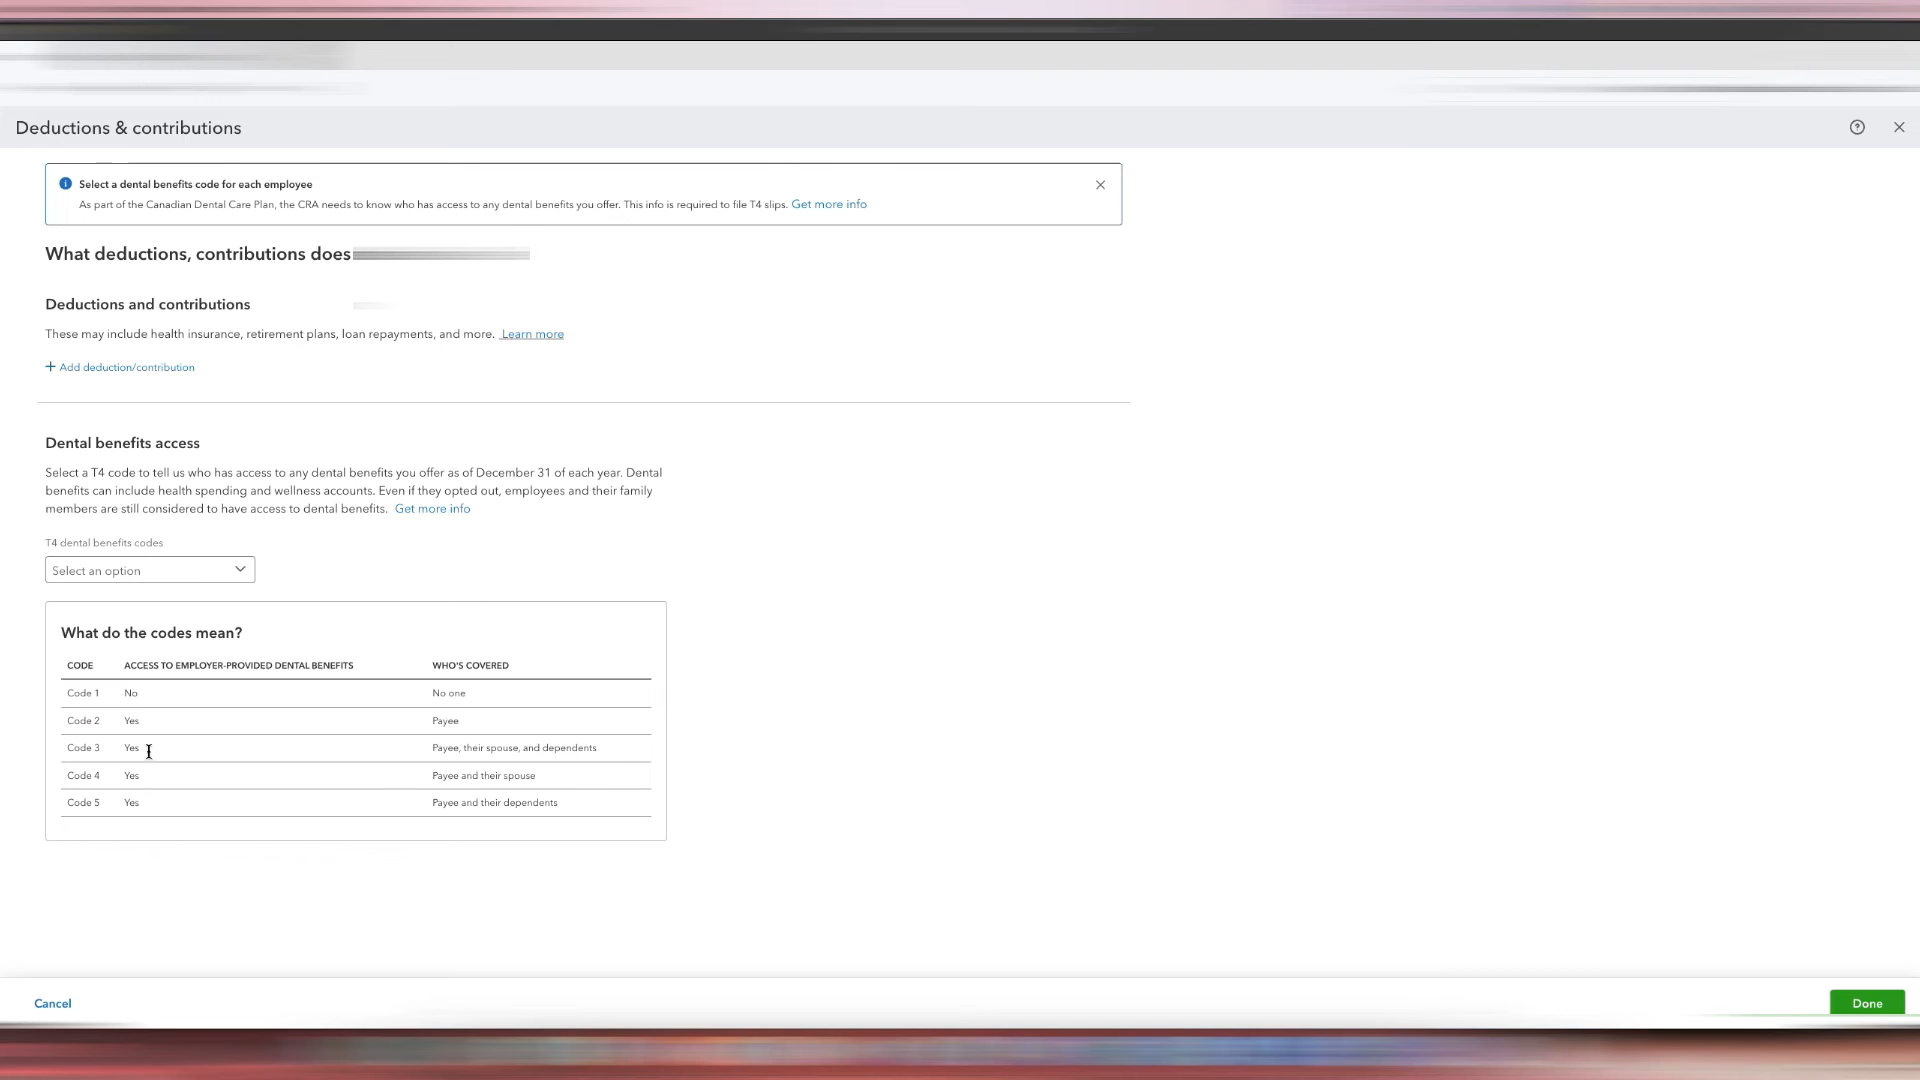 Deductions & contributions
Select a dental benefits code for each employee
As part of the Canadian Dental Care Plan, the CRA needs to know who has access to any dental benefits you offer. This info is required to file T4 slips. Get more info
What deductions, contributions does
Deductions and contributions
These may include health insurance, retirement plans, loan repayments, and more. Learn more
+ Add deduction/contribution
Dental benefits access
Select a T4 code to tell us who has access to any dental benefits you offer as of December 31 of each year. Dental
benefits can include health spending and wellness accounts. Even if they opted out, employees and their family
members are still considered to have access to dental benefits. Get more info
T4 dental benefits codes
Select an option
What do the codes mean?
CODE ACCESS TO EMPLOYER-PROVIDED DENTAL BENEFITS WHO'S COVERED
Code 1 No No one
Code 2 Yes Payee
Code 3 Yes Payee, their spouse, and dependents
Code 4 Yes Payee and their spouse
Code 5 Yes Payee and their dependents
Cancel Done